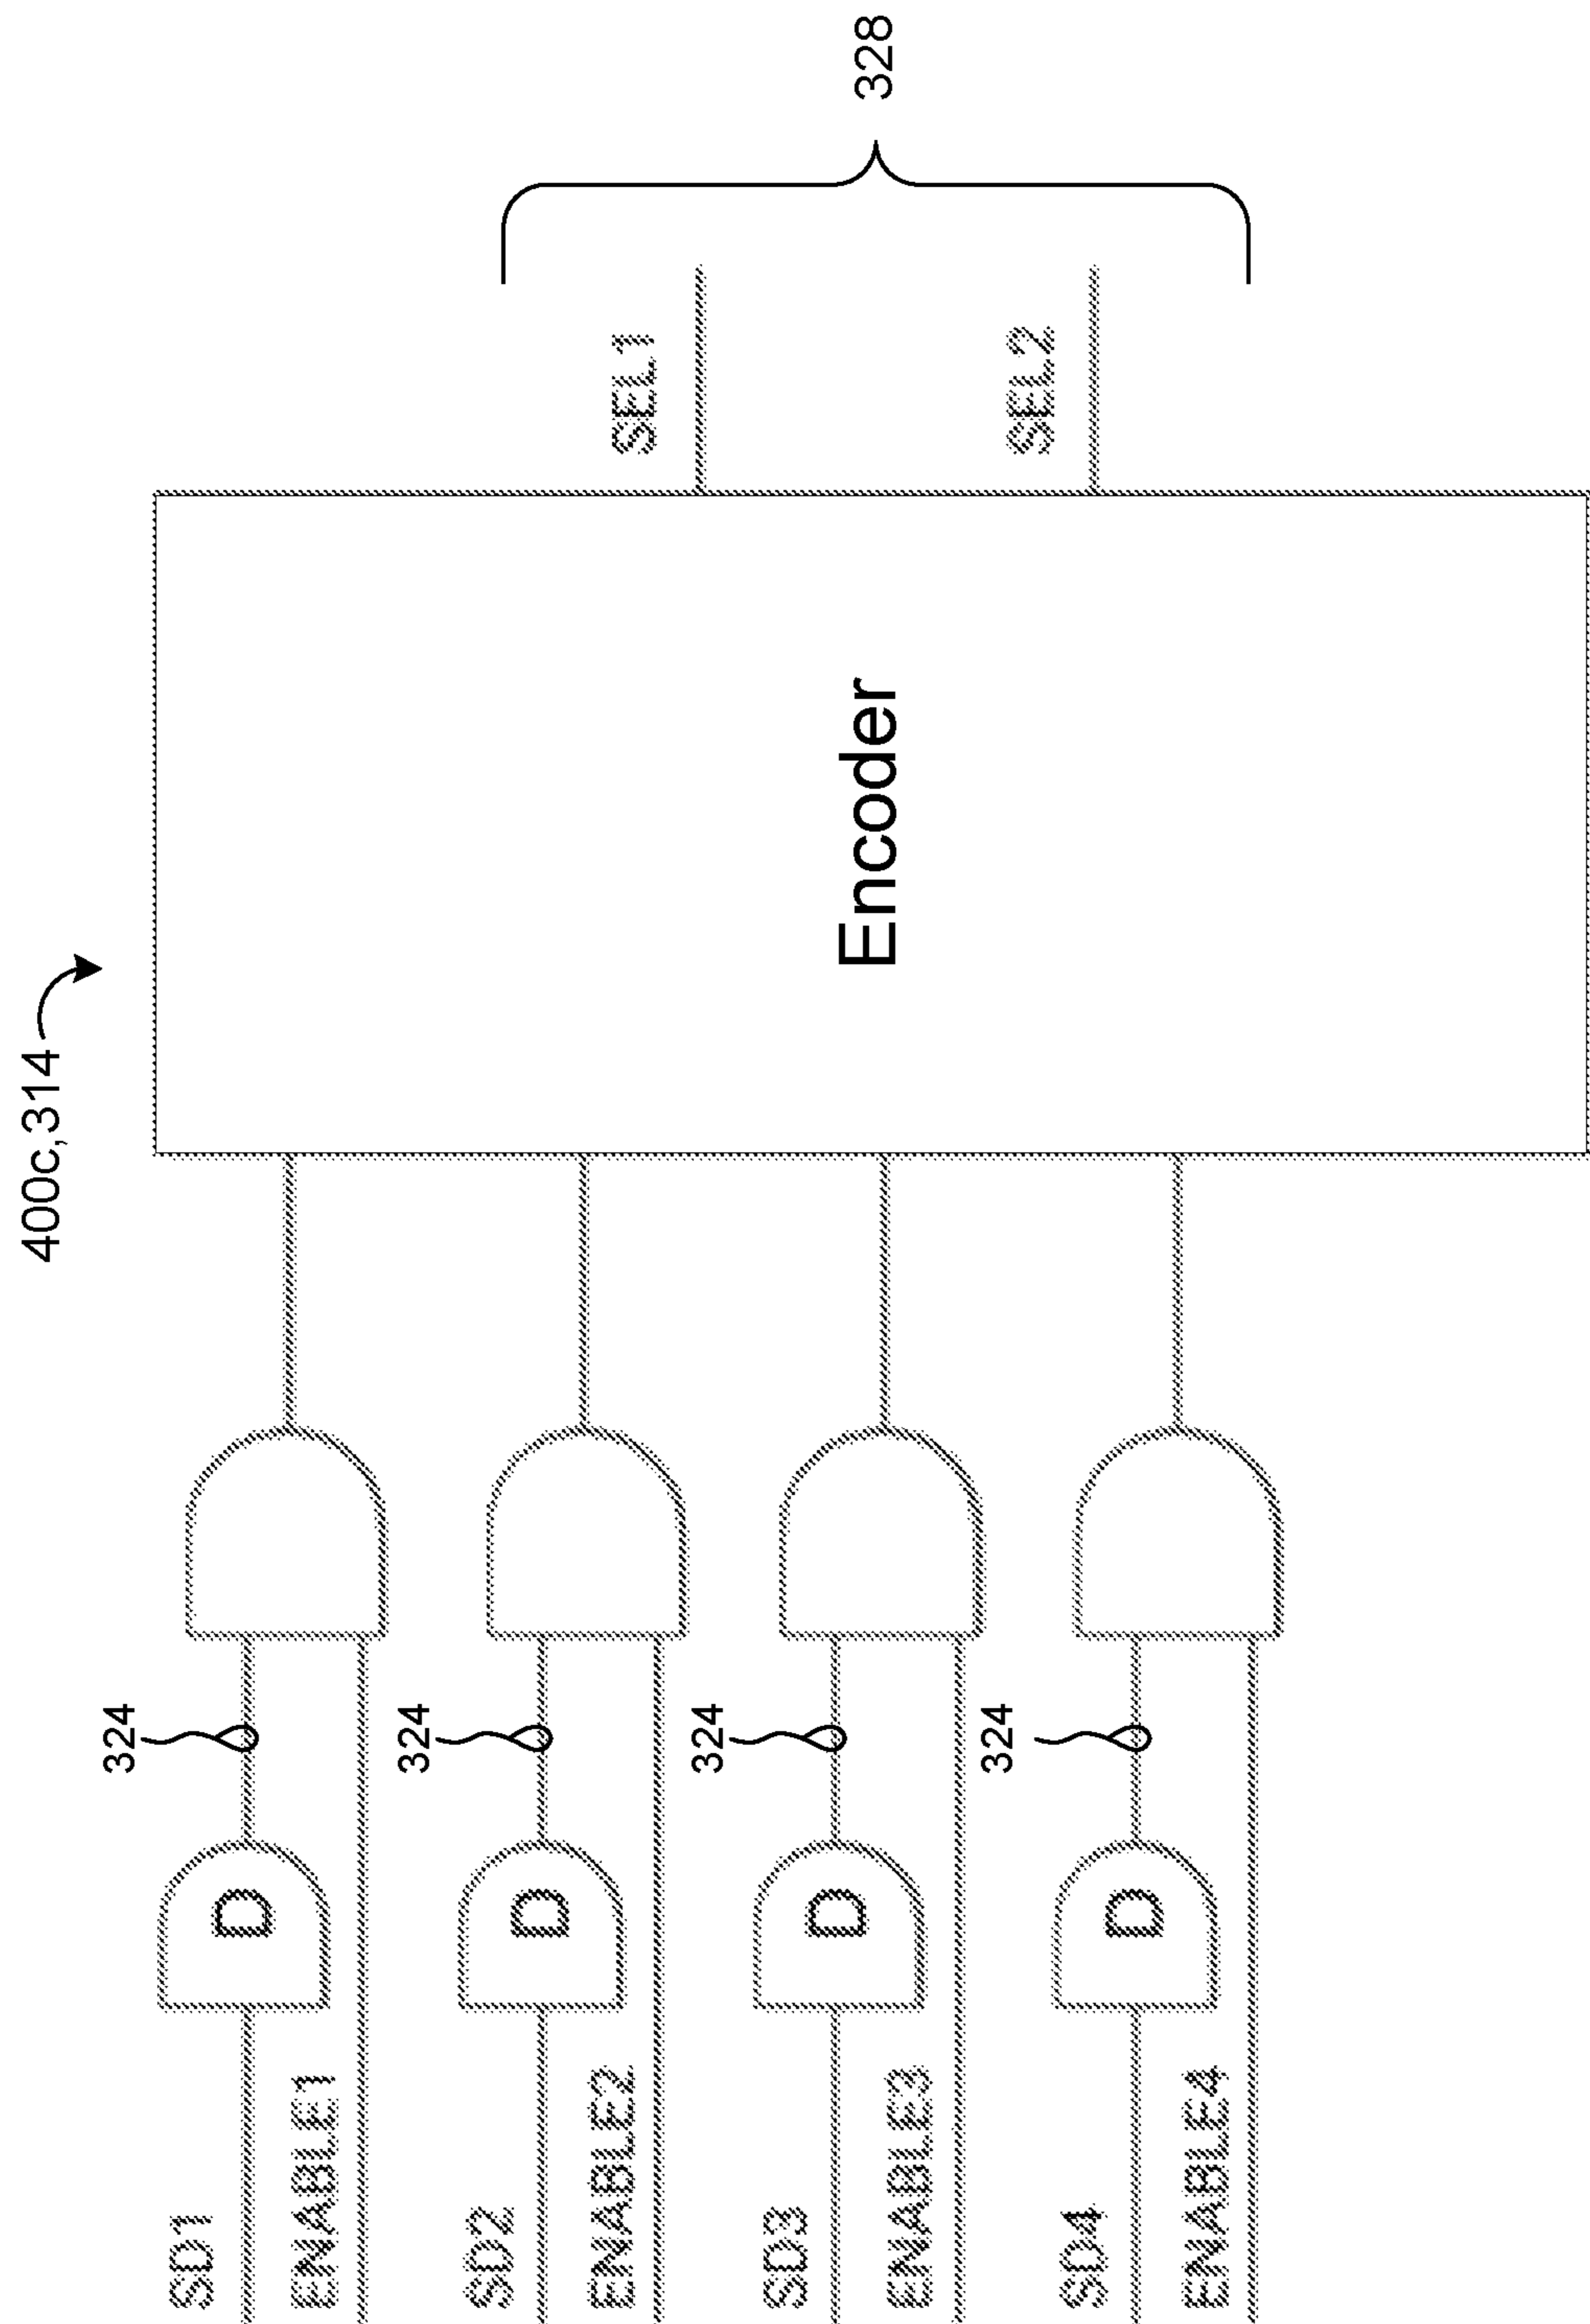 400c,314
SD1
D
324
ENABLE1
SD2
D
324
ENABLE2
SD3
D
324
ENABLE3
SD4
D
324
ENABLE4
Encoder
SEL1
SEL2
328